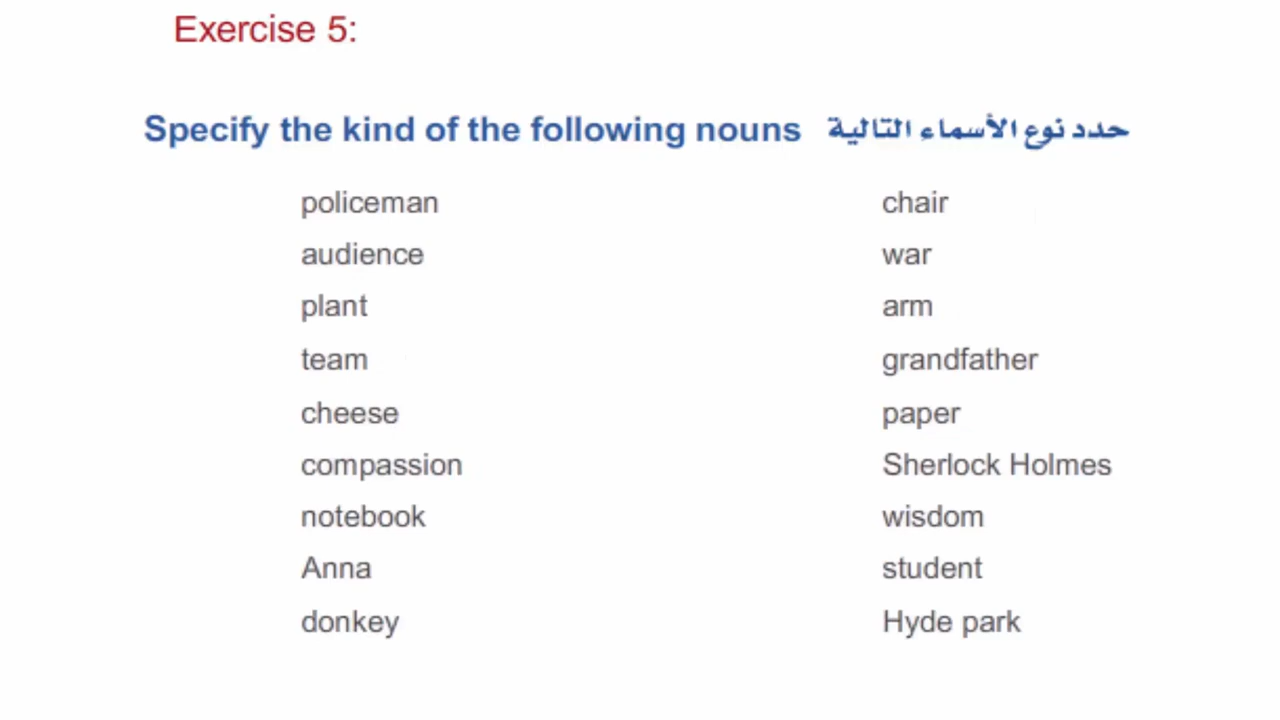 Exercise 5:
Specify the kind of the following nouns حدد نوع الأسماء التالية
policeman chair
audience war
plant arm
team grandfather
cheese paper
compassion Sherlock Holmes
notebook wisdom
Anna student
donkey Hyde park